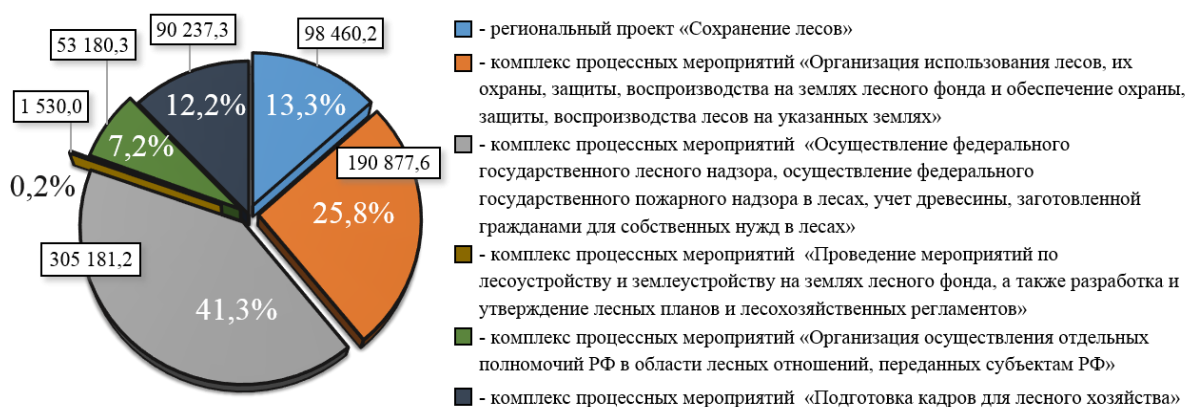 90 237,3
98 460,2
53 180,3
1 530,0
12,2%
13,3%
7,2%
190 877,6
0,2%
25,8%
305 181,2
41,3%
- региональный проект «Сохранение лесов»
- комплекс процессных мероприятий «Организация использования лесов, их
охраны, защиты, воспроизводства на землях лесного фонда и обеспечение охраны,
защиты, воспроизводства лесов на указанных землях»
- комплекс процессных мероприятий «Осуществление федерального
государственного лесного надзора, осуществление федерального
государственного пожарного надзора в лесах, учет древесины, заготовленной
гражданами для собственных нужд в лесах»
- комплекс процессных мероприятий «Проведение мероприятий по
лесоустройству и землеустройству на землях лесного фонда, а также разработка и
утверждение лесных планов и лесохозяйственных регламентов»
- комплекс процессных мероприятий «Организация осуществления отдельных
полномочий РФ в области лесных отношений, переданных субъектам РФ»
- комплекс процессных мероприятий «Подготовка кадров для лесного хозяйства»